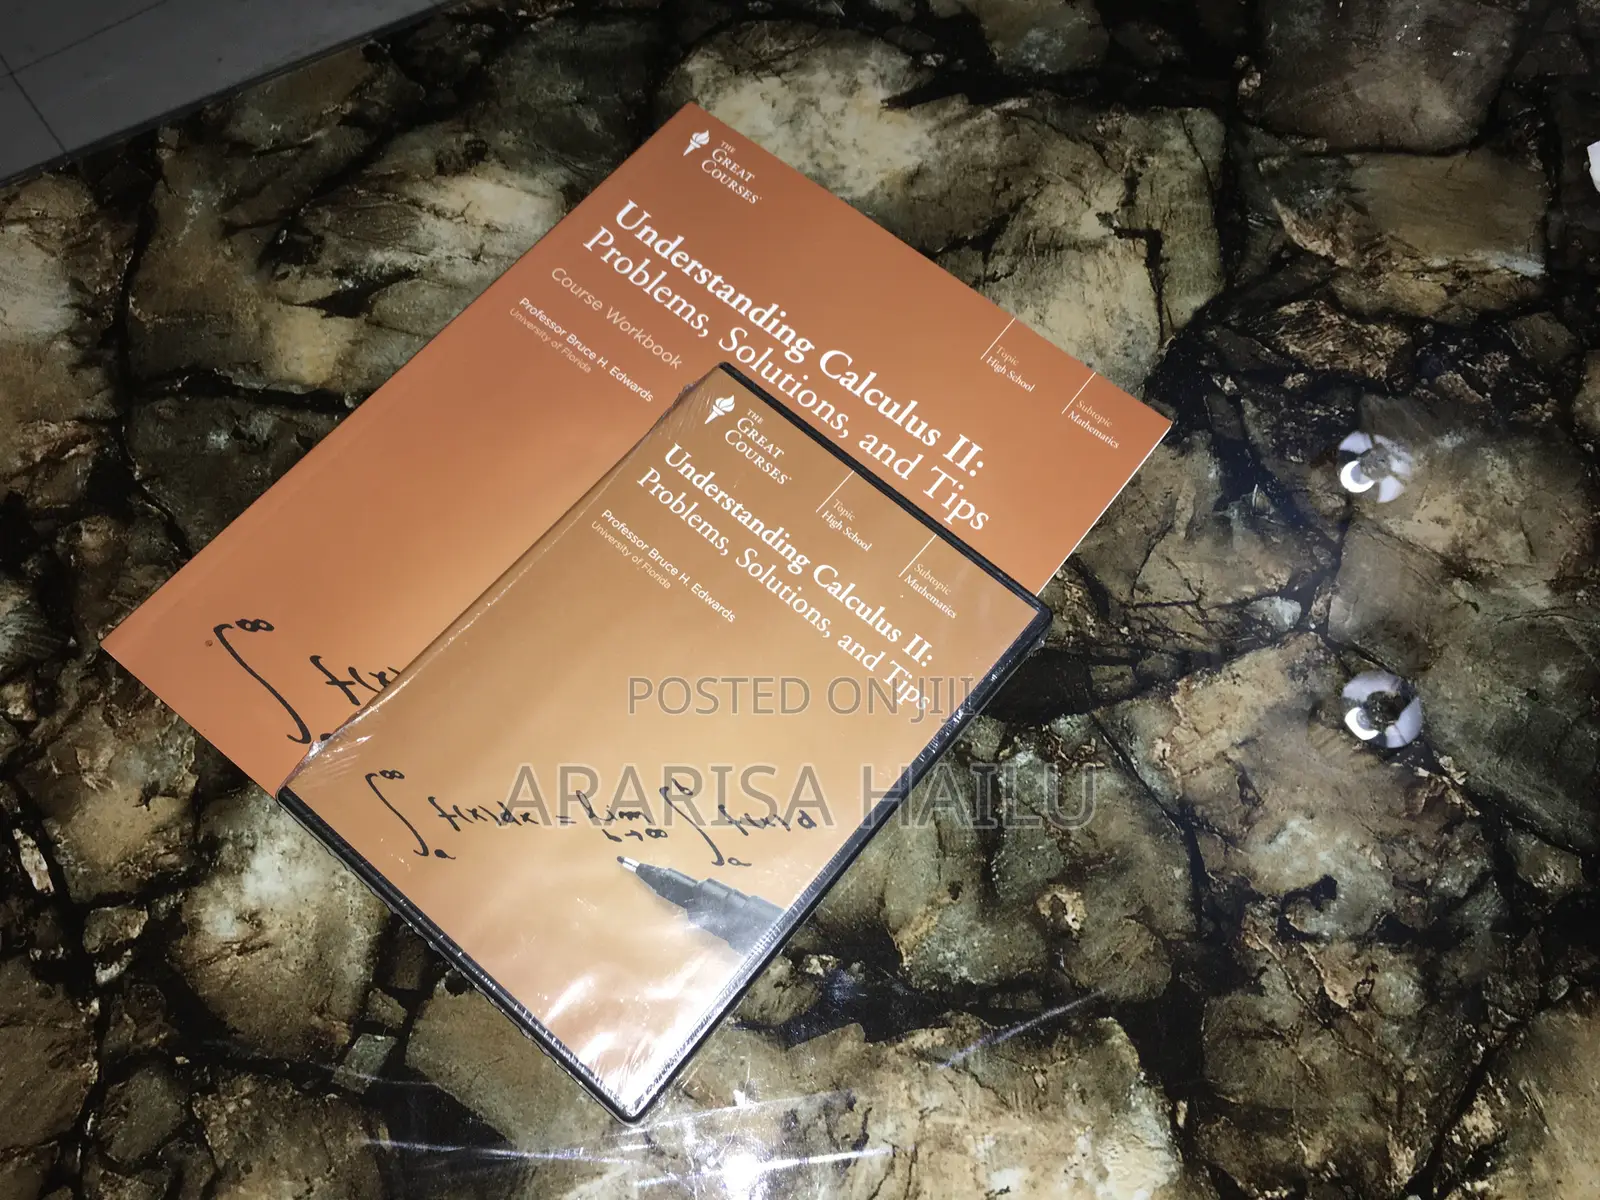 THE
GREAT
COURSES®
Understanding Calculus II:
Problems, Solutions, and Tips
Course Workbook
Professor Bruce H. Edwards
University of Florida
Topic
High School
Subtopic
Mathematics
∫ₐ^∞ f(x)
THE
GREAT
COURSES®
Topic
High School
Subtopic
Mathematics
Understanding Calculus II:
Problems, Solutions, and Tips
Professor Bruce H. Edwards
University of Florida
∫ₐ^∞ f(x)dx = lim b→∞ ∫ₐ^b f(x)d
POSTED ON JIJI
ARARISA HAILU